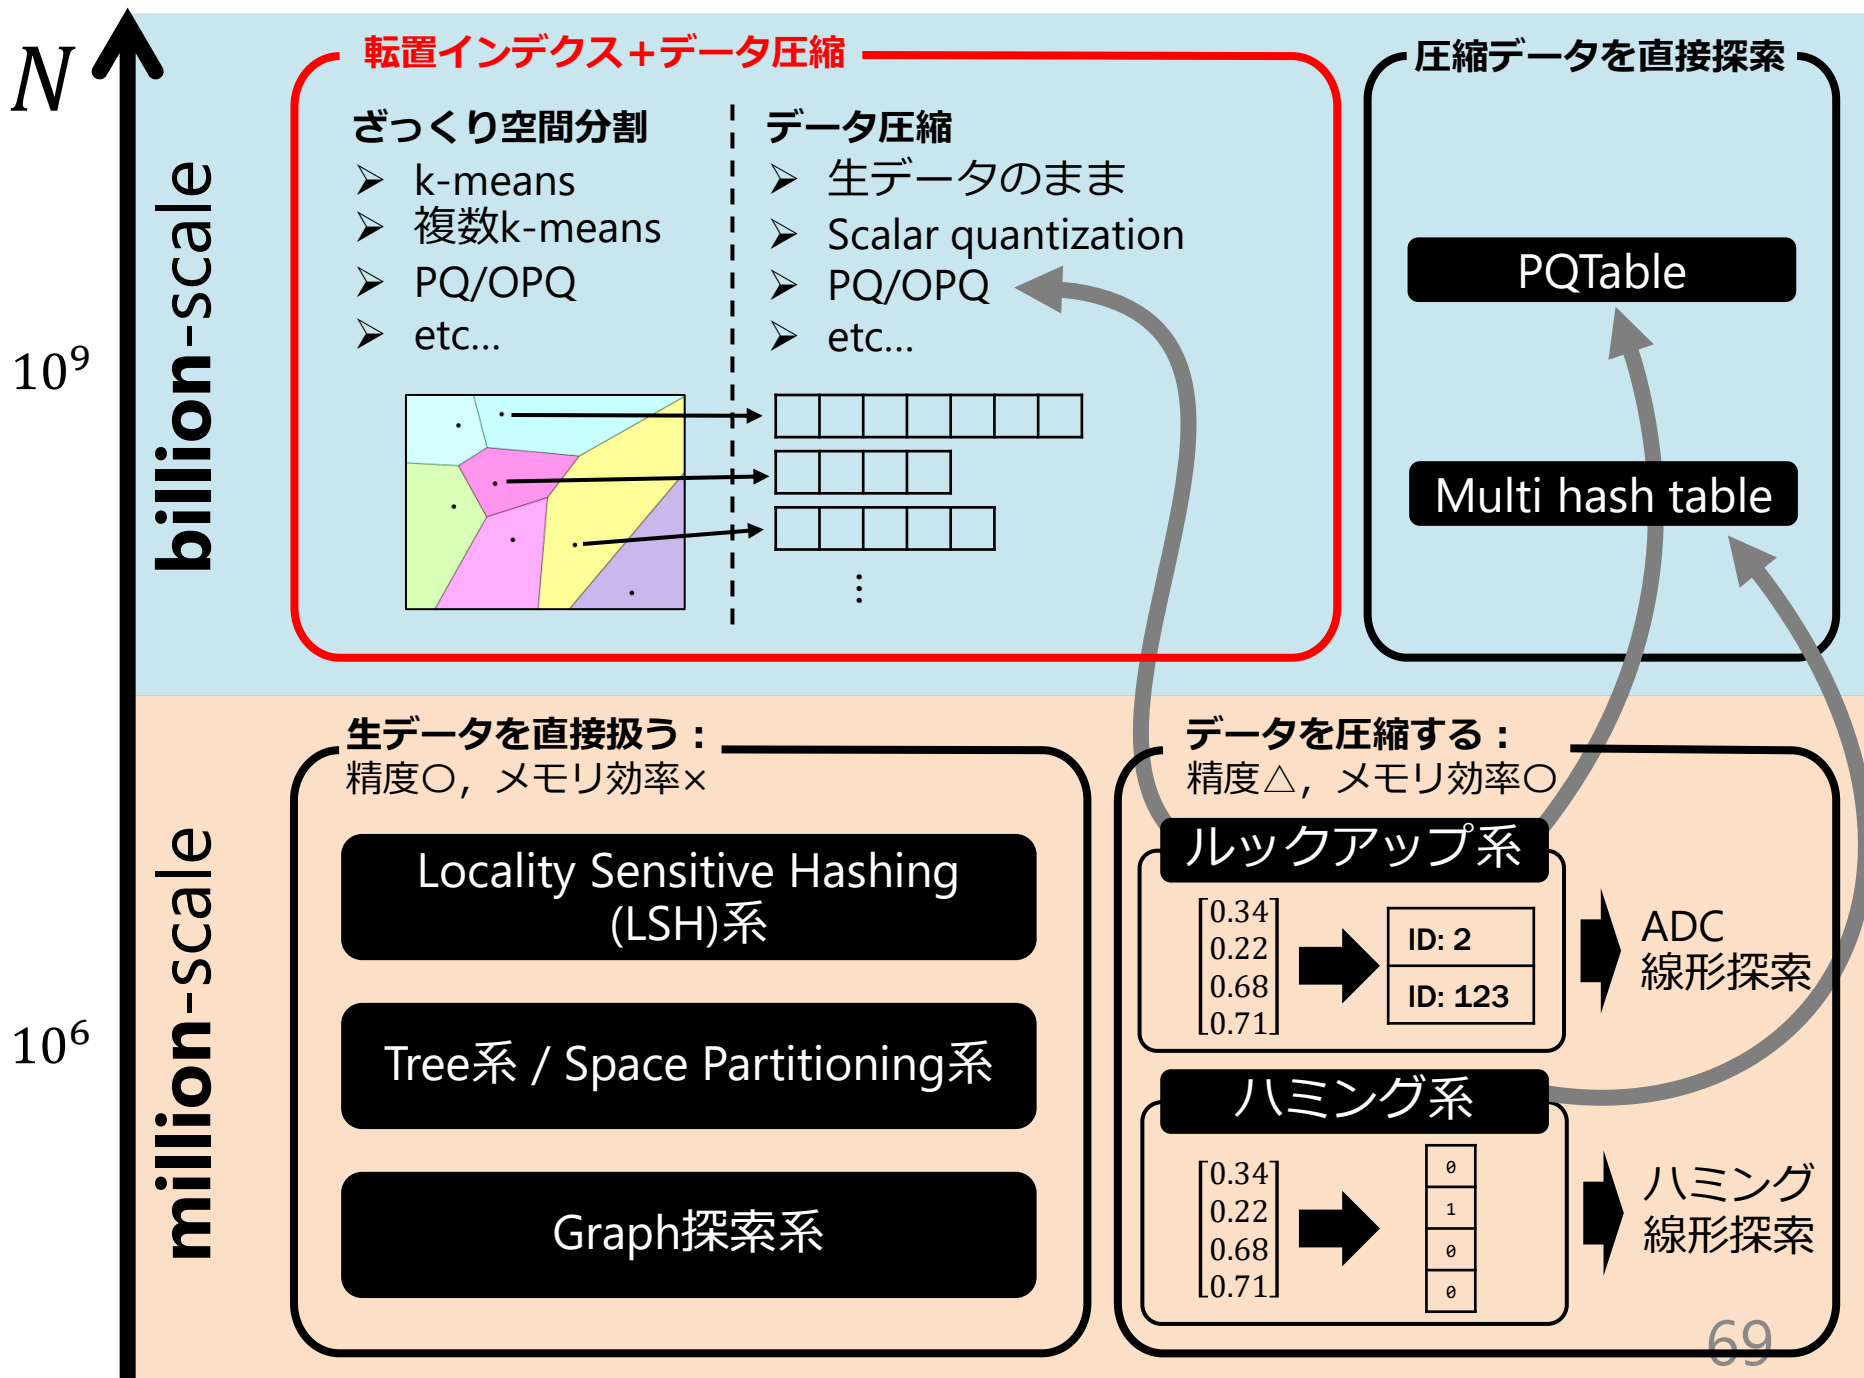 N
10⁹
10⁶
billion-scale
million-scale
転置インデクス+データ圧縮
ざっくり空間分割
➢ k-means
➢ 複数k-means
➢ PQ/OPQ
➢ etc...
データ圧縮
➢ 生データのまま
➢ Scalar quantization
➢ PQ/OPQ
➢ etc...
⋮
圧縮データを直接探索
PQTable
Multi hash table
生データを直接扱う：
精度〇, メモリ効率×
Locality Sensitive Hashing
(LSH)系
Tree系 / Space Partitioning系
Graph探索系
データを圧縮する：
精度△, メモリ効率〇
ルックアップ系
0.34
0.22
0.68
0.71
ID: 2
ID: 123
ADC
線形探索
ハミング系
0.34
0.22
0.68
0.71
0
1
0
0
ハミング
線形探索
69